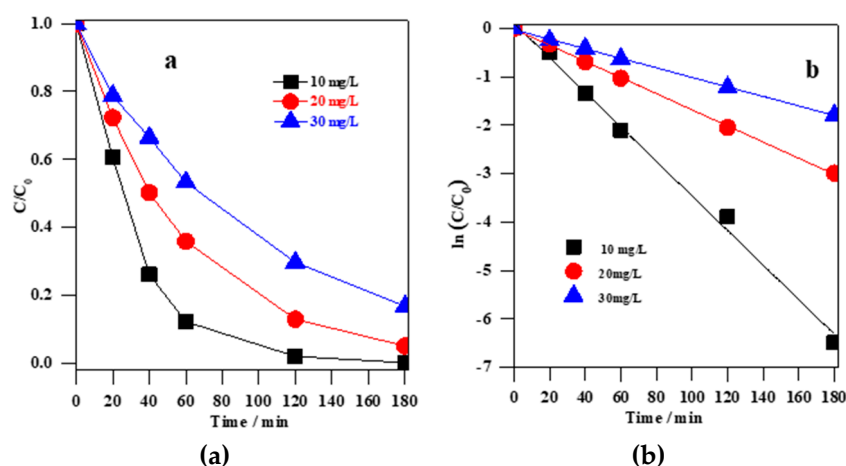 a
10 mg/L
20 mg/L
30 mg/L
C/C0
1.0
0.8
0.6
0.4
0.2
0.0
0 20 40 60 80 100 120 140 160 180
Time / min
(a)
b
ln (C/C0)
0
-1
-2
-3
-4
-5
-6
-7
10 mg/L
20mg/L
30mg/L
0 20 40 60 80 100 120 140 160 180
Time / min
(b)